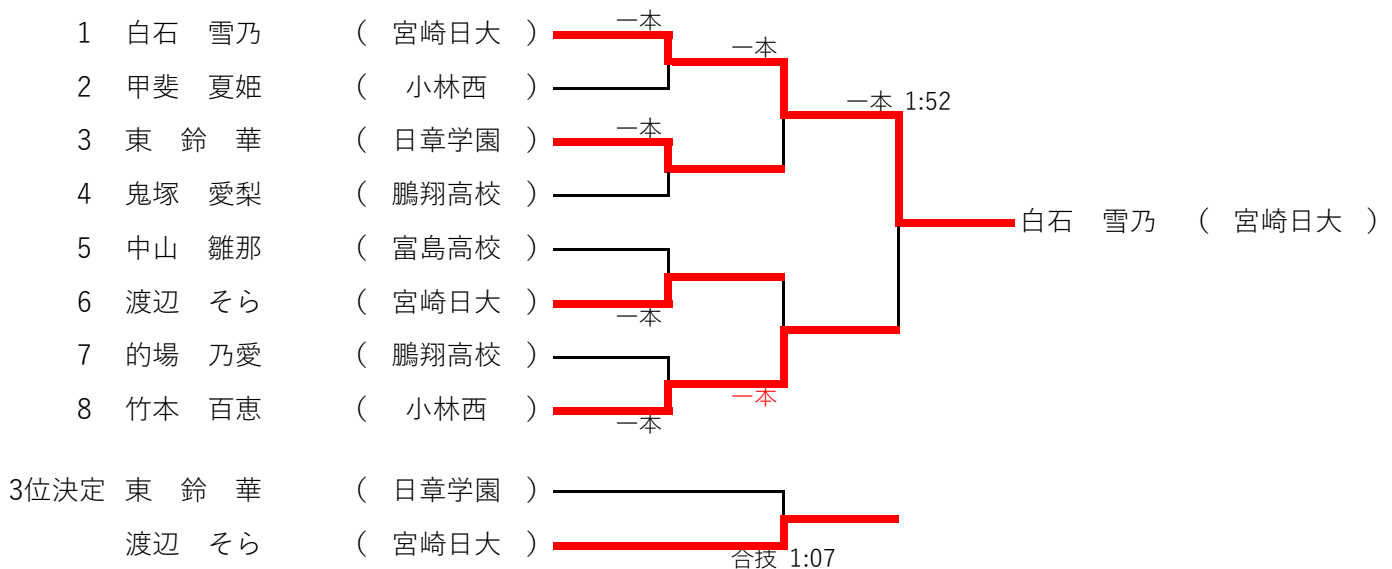 一本
1 白石 雪乃 ( 宮崎日大 )
一本
2 甲斐 夏姫 ( 小林西 )
一本 1:52
一本
3 東 鈴 華 ( 日章学園 )
4 鬼塚 愛梨 ( 鵬翔高校 )
白石 雪乃 ( 宮崎日大 )
5 中山 雛那 ( 富島高校 )
6 渡辺 そら ( 宮崎日大 )
一本
7 的場 乃愛 ( 鵬翔高校 )
一本
8 竹本 百恵 ( 小林西 )
一本
3位決定 東 鈴 華 ( 日章学園 )
渡辺 そら ( 宮崎日大 )
合技 1:07